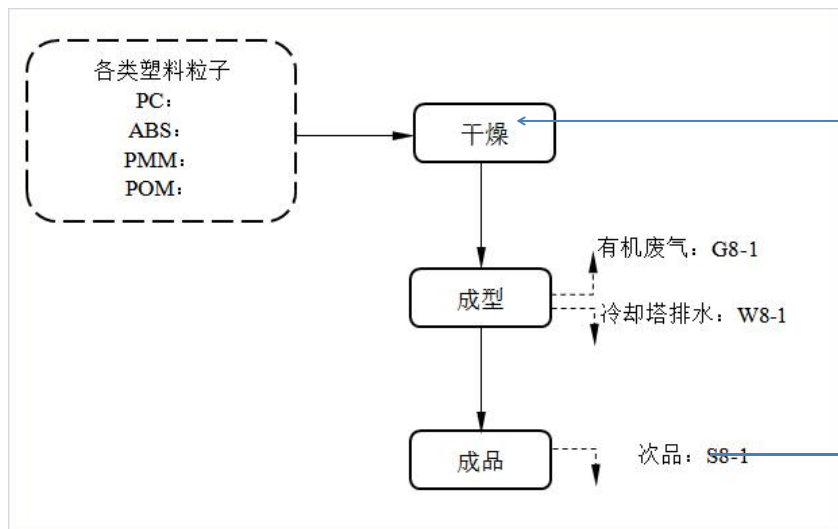 各类塑料粒子
PC：
ABS：
PMM：
POM：
干燥
有机废气：G8-1
成型
冷却塔排水：W8-1
成品
次品：S8-1